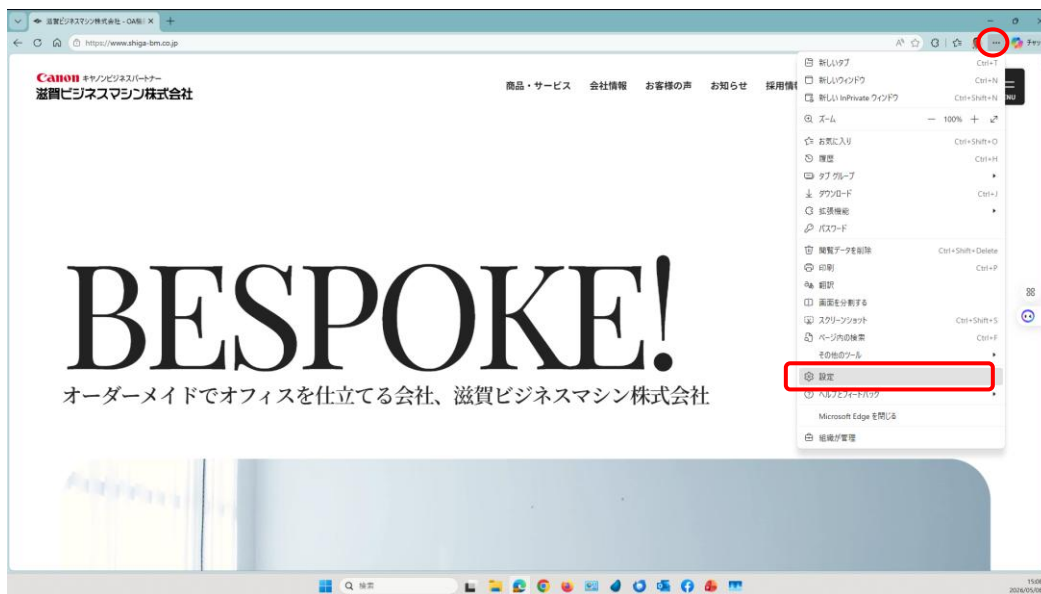 滋賀ビジネスマシン株式会社 - OA機
https://www.shiga-bm.co.jp
Canon キヤノンビジネスパートナー
滋賀ビジネスマシン株式会社
商品・サービス 会社情報 お客様の声 お知らせ 採用情
新しいタブ Ctrl+T
新しいウィンドウ Ctrl+N
新しい InPrivate ウィンドウ Ctrl+Shift+N
ズーム 100%
お気に入り Ctrl+Shift+O
履歴 Ctrl+H
タブ グループ
ダウンロード Ctrl+J
拡張機能
パスワード
閲覧データを削除 Ctrl+Shift+Delete
印刷 Ctrl+P
翻訳
画面を分割する
スクリーンショット Ctrl+Shift+S
ページ内の検索 Ctrl+F
その他のツール
設定
ヘルプとフィードバック
Microsoft Edge を閉じる
組織が管理
BESPOKE!
オーダーメイドでオフィスを仕立てる会社、滋賀ビジネスマシン株式会社
検索